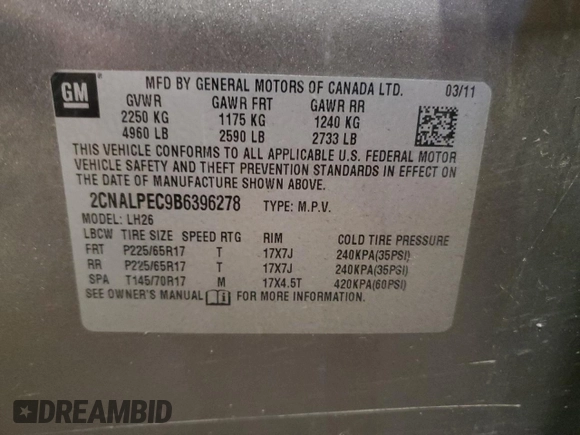 GM
MFD BY GENERAL MOTORS OF CANADA LTD. 03/11
GVWR GAWR FRT GAWR RR
2250 KG 1175 KG 1240 KG
4960 LB 2590 LB 2733 LB
THIS VEHICLE CONFORMS TO ALL APPLICABLE U.S. FEDERAL MOTOR
VEHICLE SAFETY AND THEFT PREVENTION STANDARDS IN EFFECT ON
THE DATE OF MANUFACTURE SHOWN ABOVE.
2CNALPEC9B6396278 TYPE: M.P.V.
MODEL: LH26
LBCW TIRE SIZE SPEED RTG RIM COLD TIRE PRESSURE
FRT P225/65R17 T 17X7J 240KPA(35PSI)
RR P225/65R17 T 17X7J 240KPA(35PSI)
SPA T145/70R17 M 17X4.5T 420KPA(60PSI)
SEE OWNER'S MANUAL FOR MORE INFORMATION.
DREAMBID